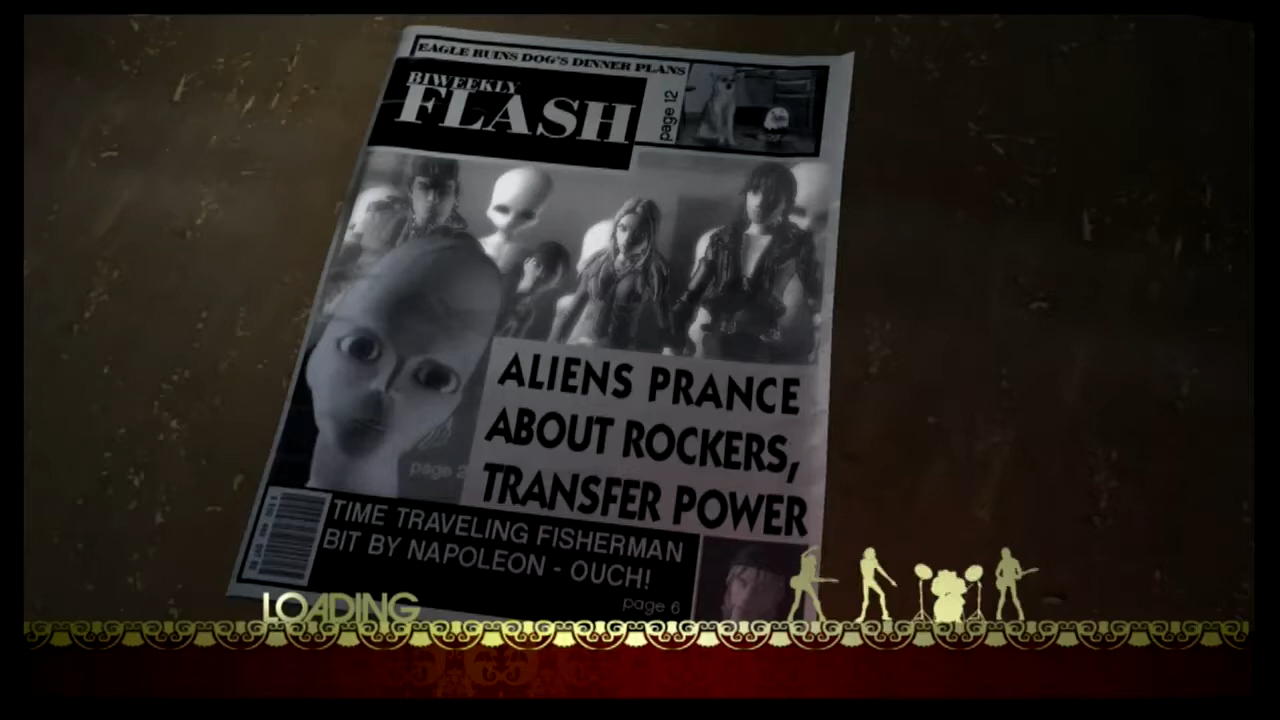 EAGLE RUINS DOG'S DINNER PLANS
BIWEEKLY
FLASH
page 12
ALIENS PRANCE
ABOUT ROCKERS,
TRANSFER POWER
page 2
TIME TRAVELING FISHERMAN
BIT BY NAPOLEON - OUCH!
page 6
LOADING